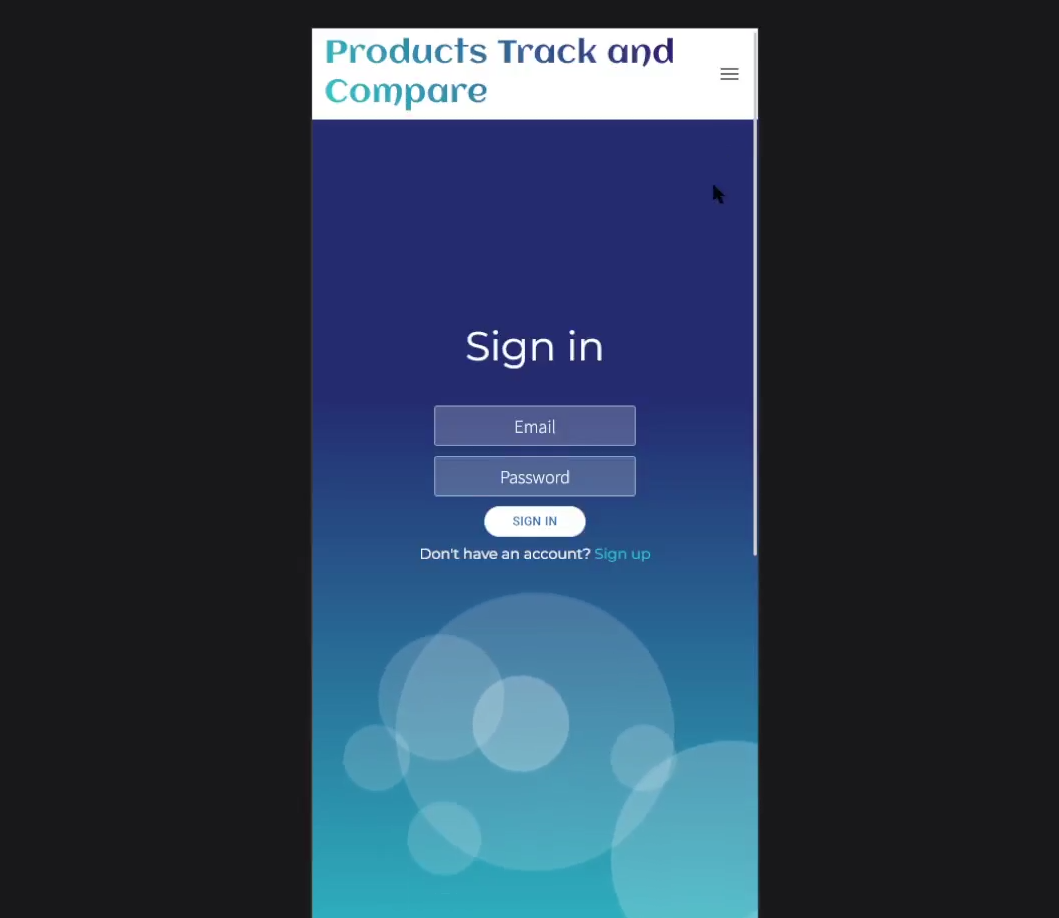 Products Track and
Compare
Sign in
Email
Password
SIGN IN
Don't have an account? Sign up